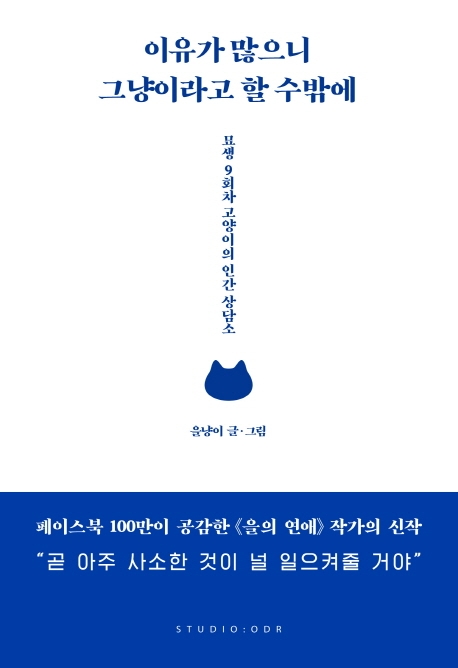 이유가 많으니
그냥이라고 할 수밖에
묘생 9회차 고양이의 인간 상담소
을냥이 글·그림
페이스북 100만이 공감한 《을의 연애》 작가의 신작
“곧 아주 사소한 것이 널 일으켜줄 거야”
STUDIO:ODR